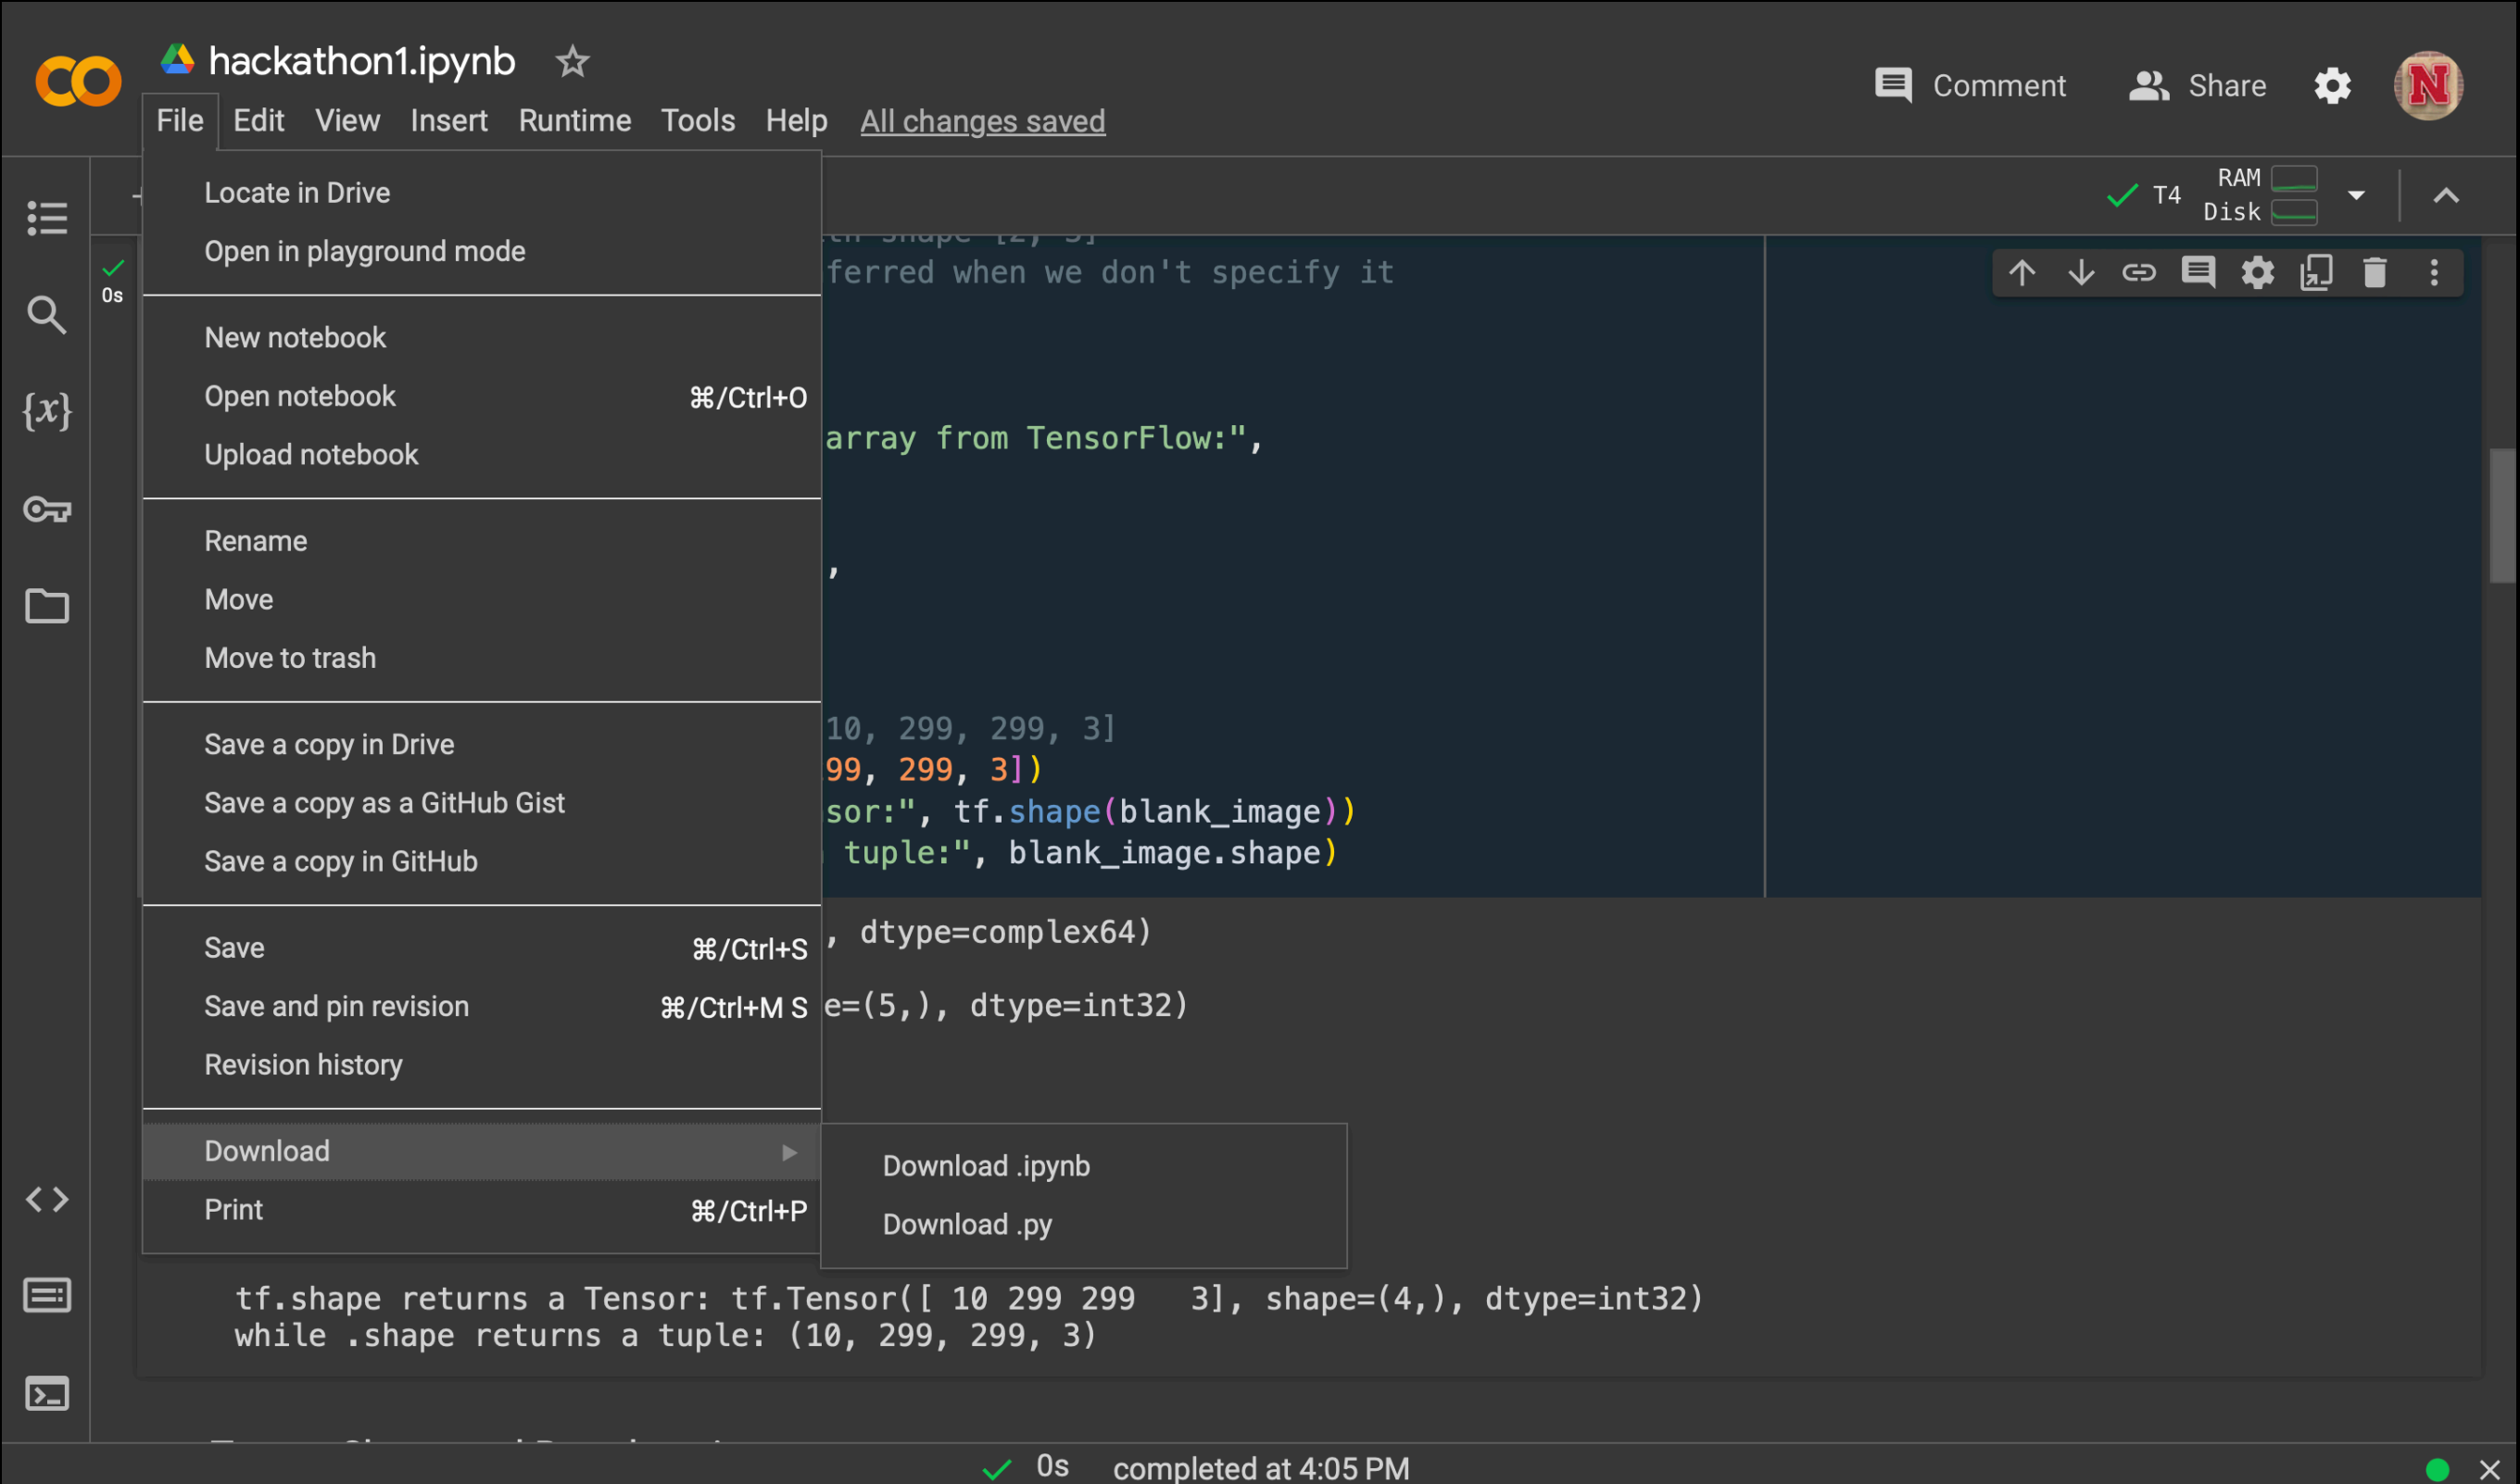 hackathon1.ipynb
Comment
Share
File Edit View Insert Runtime Tools Help All changes saved
Locate in Drive
Open in playground mode
New notebook
Open notebook ⌘/Ctrl+O
Upload notebook
Rename
Move
Move to trash
Save a copy in Drive
Save a copy as a GitHub Gist
Save a copy in GitHub
Save ⌘/Ctrl+S
Save and pin revision ⌘/Ctrl+M S
Revision history
Download
Print ⌘/Ctrl+P
Download .ipynb
Download .py
T4 RAM
Disk
0s
{x}
N
shape [2, 3]
ferred when we don't specify it
array from TensorFlow:",
,
10, 299, 299, 3]
99, 299, 3])
sor:", tf.shape(blank_image))
tuple:", blank_image.shape)
, dtype=complex64)
e=(5,), dtype=int32)
tf.shape returns a Tensor: tf.Tensor([ 10 299 299   3], shape=(4,), dtype=int32)
while .shape returns a tuple: (10, 299, 299, 3)
0s completed at 4:05 PM